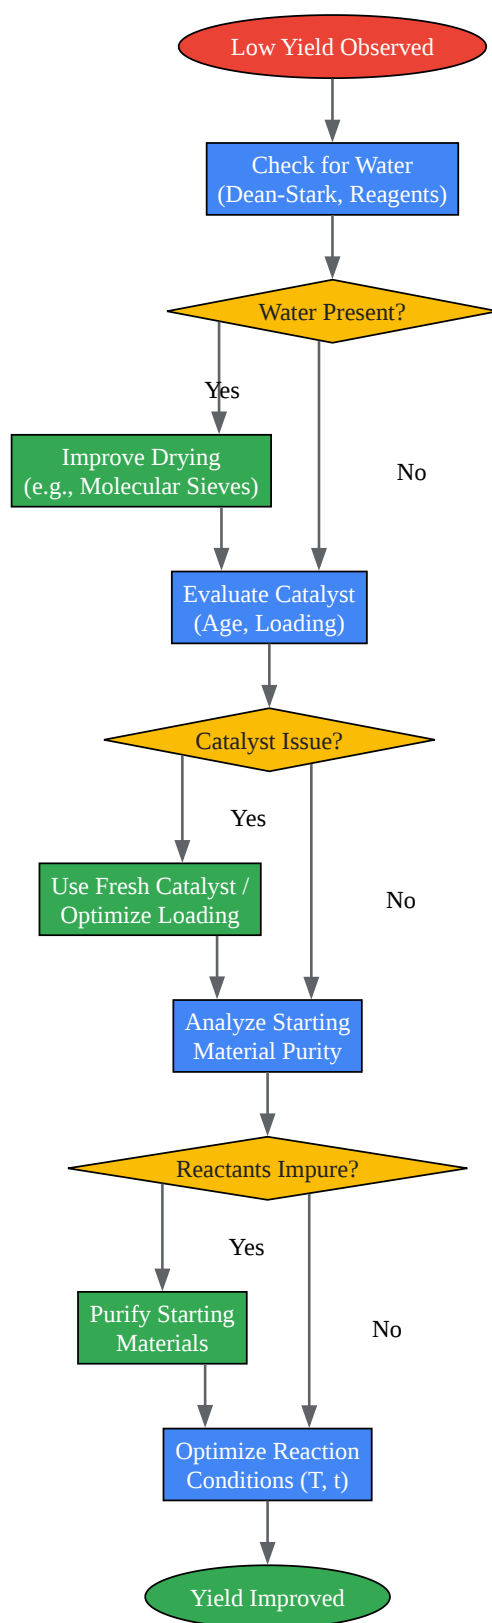 Low Yield Observed
Check for Water
(Dean-Stark, Reagents)
Water Present?
Yes
Improve Drying
(e.g., Molecular Sieves)
No
Evaluate Catalyst
(Age, Loading)
Catalyst Issue?
Yes
Use Fresh Catalyst /
Optimize Loading
No
Analyze Starting
Material Purity
Reactants Impure?
Yes
Purify Starting
Materials
No
Optimize Reaction
Conditions (T, t)
Yield Improved